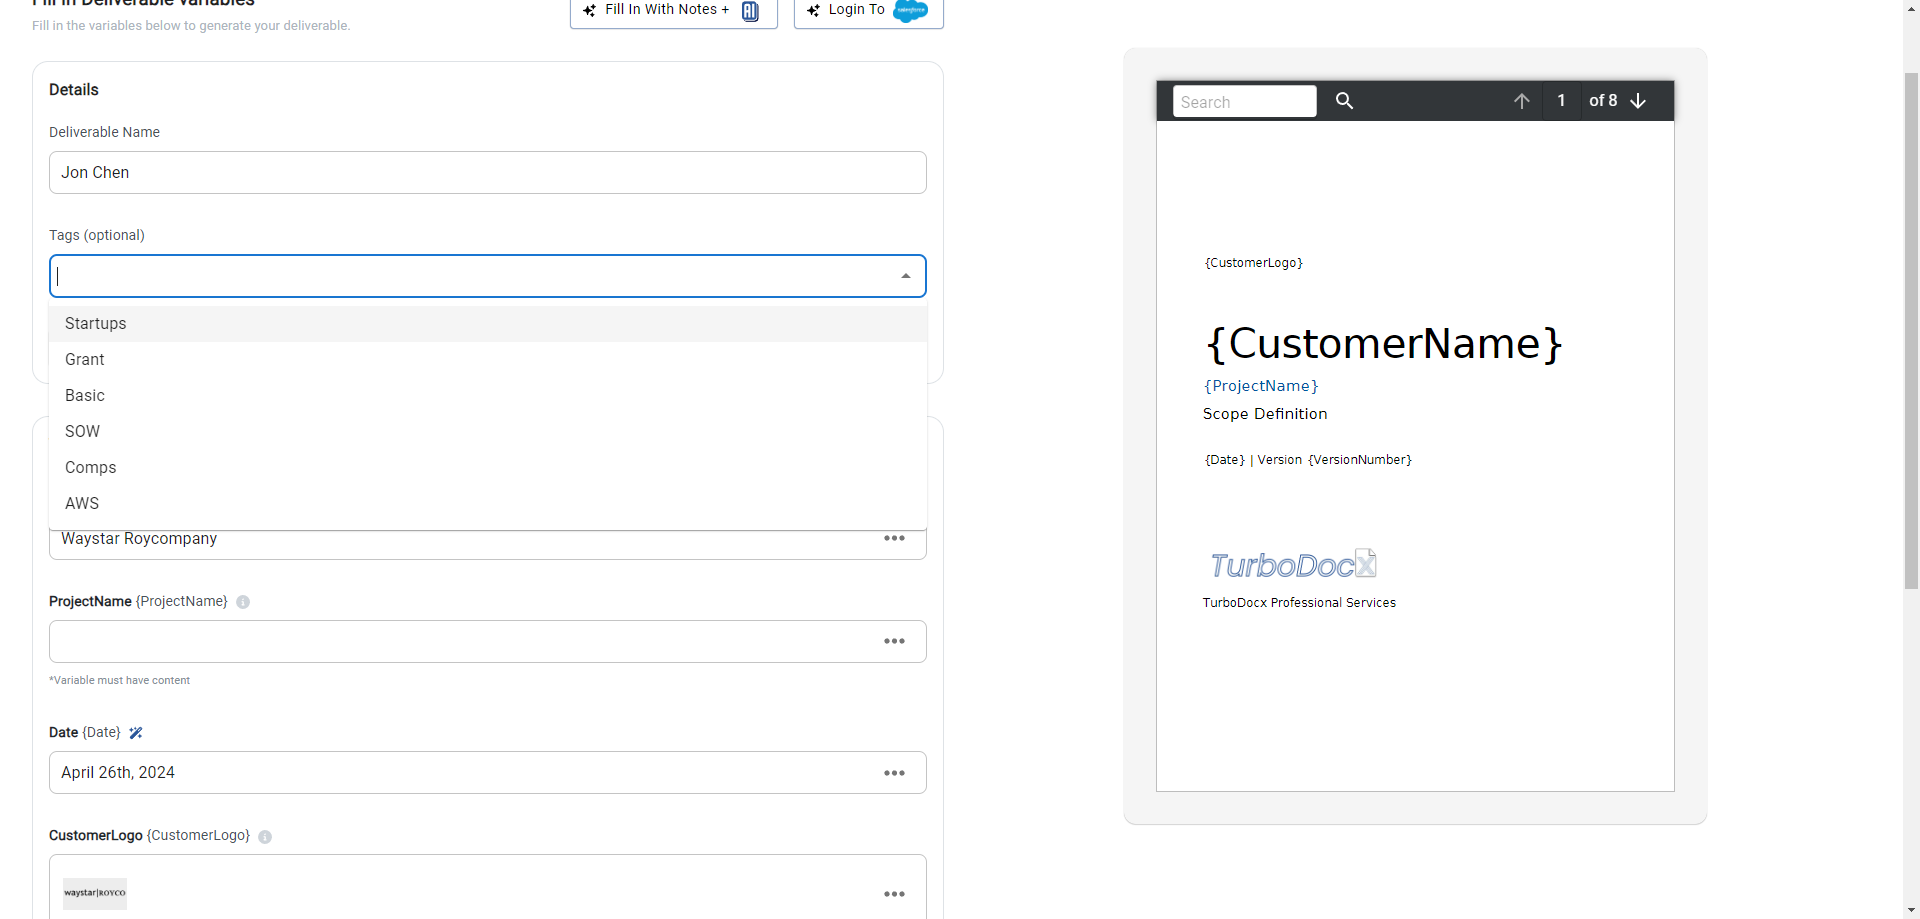 Fill in Deliverable Variables
Fill in the variables below to generate your deliverable.
Fill In With Notes + AI
Login To salesforce
Details
Deliverable Name
Jon Chen
Tags (optional)
Startups
Grant
Basic
SOW
Comps
AWS
Waystar Roycompany
ProjectName {ProjectName}
*Variable must have content
Date {Date}
April 26th, 2024
CustomerLogo {CustomerLogo}
waystar|ROYCO
Search
1 of 8
{CustomerLogo}
{CustomerName}
{ProjectName}
Scope Definition
{Date} | Version {VersionNumber}
TurboDocX
TurboDocx Professional Services